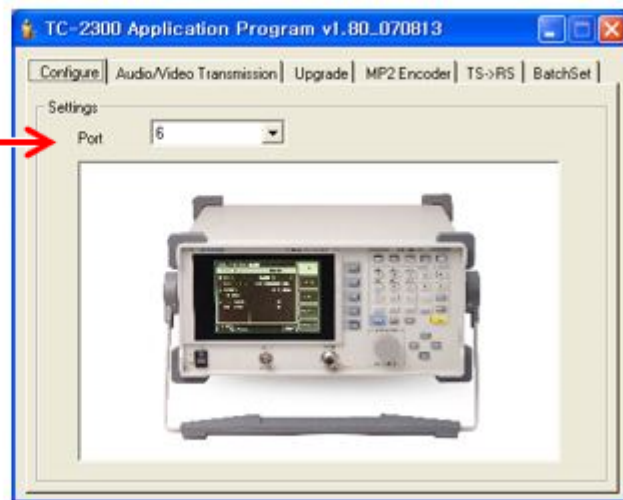 TC-2300 Application Program v1.80_070813
Configure Audio/Video Transmission Upgrade MP2 Encoder TS->RS BatchSet
Settings
Port 6